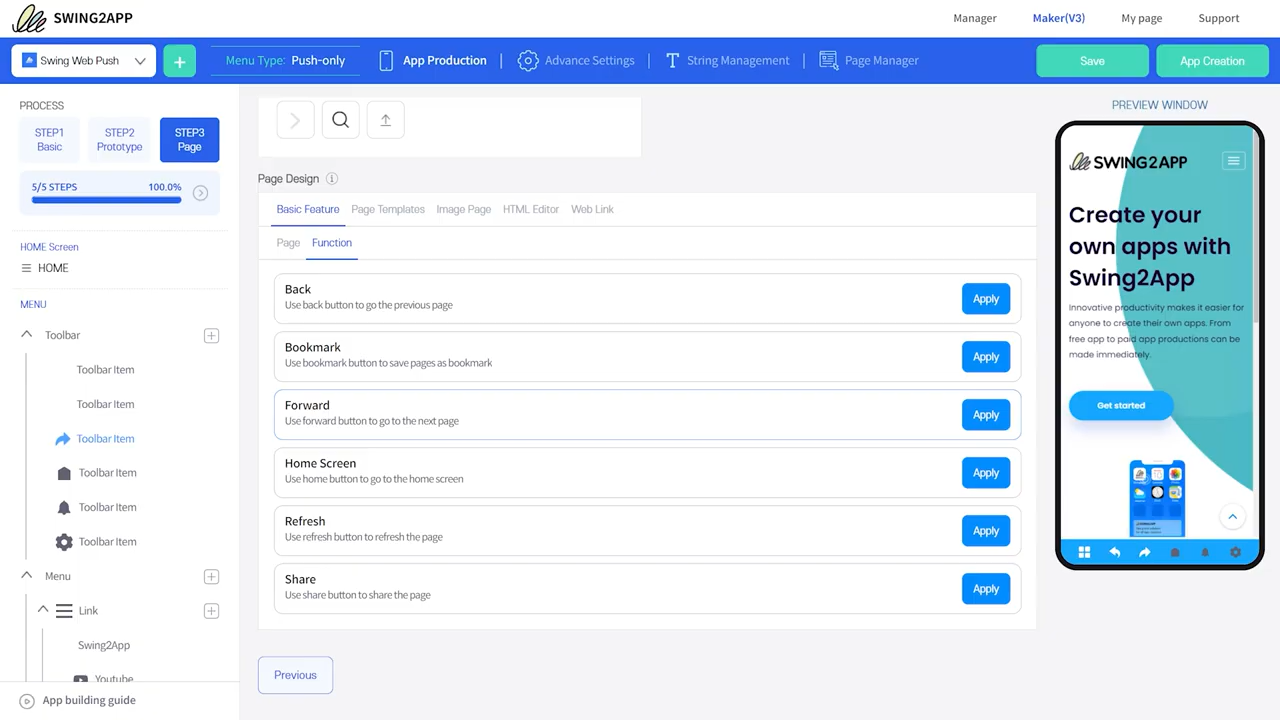 SWING2APP
Manager
Maker(V3)
My page
Support
Swing Web Push
+
Menu Type: Push-only
App Production
Advance Settings
String Management
Page Manager
Save
App Creation
PROCESS
STEP1 Basic
STEP2 Prototype
STEP3 Page
5/5 STEPS 100.0%
HOME Screen
HOME
MENU
Toolbar
Toolbar Item
Toolbar Item
Toolbar Item
Toolbar Item
Toolbar Item
Toolbar Item
Menu
Link
Swing2App
Youtube
App building guide
Page Design
Basic Feature
Page Templates
Image Page
HTML Editor
Web Link
Page
Function
Back
Use back button to go the previous page
Apply
Bookmark
Use bookmark button to save pages as bookmark
Apply
Forward
Use forward button to go to the next page
Apply
Home Screen
Use home button to go to the home screen
Apply
Refresh
Use refresh button to refresh the page
Apply
Share
Use share button to share the page
Apply
Previous
PREVIEW WINDOW
SWING2APP
Create your
own apps with
Swing2App
Innovative productivity makes it easier for
anyone to create their own apps. From
free app to paid app productions can be
made immediately.
Get started